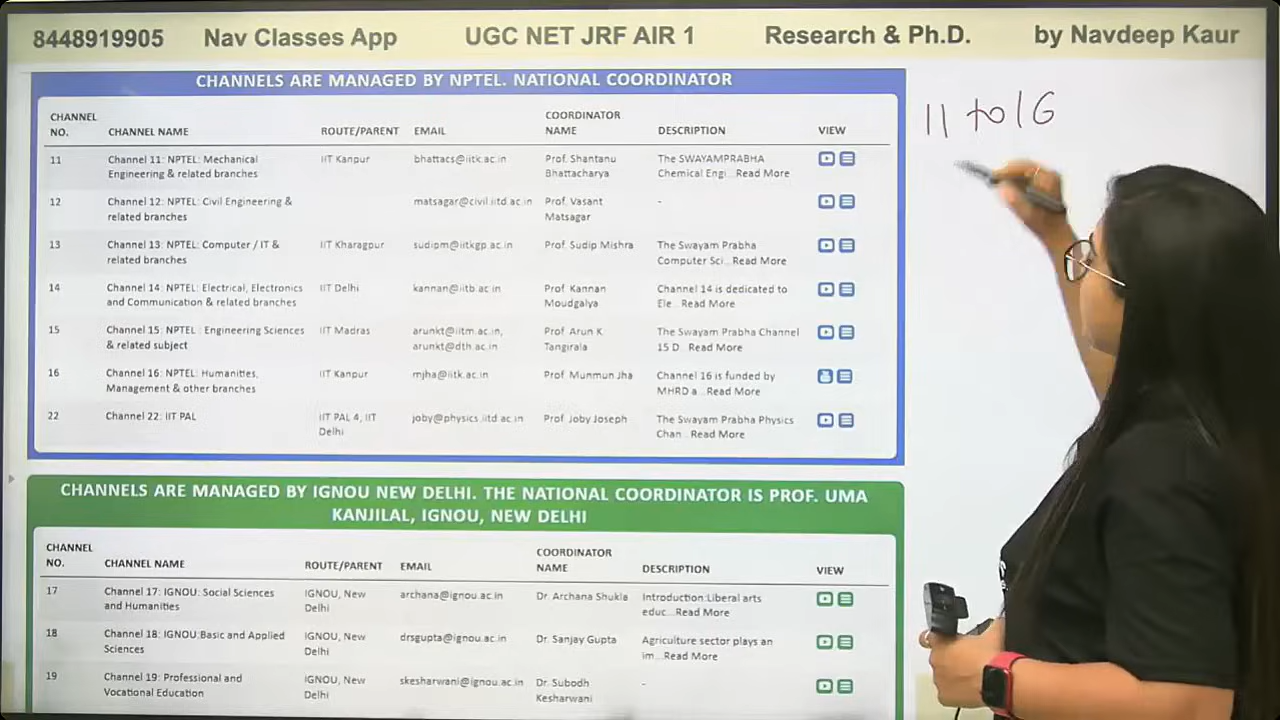 8448919905 Nav Classes App UGC NET JRF AIR 1 Research & Ph.D. by Navdeep Kaur
CHANNELS ARE MANAGED BY NPTEL. NATIONAL COORDINATOR
CHANNEL NO. CHANNEL NAME ROUTE/PARENT EMAIL COORDINATOR NAME DESCRIPTION VIEW
11 Channel 11: NPTEL: Mechanical Engineering & related branches IIT Kanpur bhattacs@iitk.ac.in Prof. Shantanu Bhattacharya The SWAYAMPRABHA Chemical Engi...Read More
12 Channel 12: NPTEL: Civil Engineering & related branches matsagar@civil.iitd.ac.in Prof. Vasant Matsagar -
13 Channel 13: NPTEL: Computer / IT & related branches IIT Kharagpur sudipm@iitkgp.ac.in Prof. Sudip Mishra The Swayam Prabha Computer Sci...Read More
14 Channel 14: NPTEL: Electrical, Electronics and Communication & related branches IIT Delhi kannan@iitb.ac.in Prof. Kannan Moudgalya Channel 14 is dedicated to Ele...Read More
15 Channel 15: NPTEL : Engineering Sciences & related subject IIT Madras arunkt@iitm.ac.in, arunkt@dth.ac.in Prof. Arun K Tangirala The Swayam Prabha Channel 15 D...Read More
16 Channel 16: NPTEL: Humanities, Management & other branches IIT Kanpur mjha@iitk.ac.in Prof Munmun Jha Channel 16 is funded by MHRD a...Read More
22 Channel 22: IIT PAL IIT PAL 4, IIT Delhi joby@physics.iitd.ac.in Prof. Joby Joseph The Swayam Prabha Physics Chan...Read More
11 to 16
CHANNELS ARE MANAGED BY IGNOU NEW DELHI. THE NATIONAL COORDINATOR IS PROF. UMA
KANJILAL, IGNOU, NEW DELHI
CHANNEL NO. CHANNEL NAME ROUTE/PARENT EMAIL COORDINATOR NAME DESCRIPTION VIEW
17 Channel 17: IGNOU: Social Sciences and Humanities IGNOU, New Delhi archana@ignou.ac.in Dr. Archana Shukla Introduction:Liberal arts educ...Read More
18 Channel 18: IGNOU:Basic and Applied Sciences IGNOU, New Delhi drsgupta@ignou.ac.in Dr. Sanjay Gupta Agriculture sector plays an im...Read More
19 Channel 19: Professional and Vocational Education IGNOU, New Delhi skesharwani@ignou.ac.in Dr. Subodh Kesharwani -